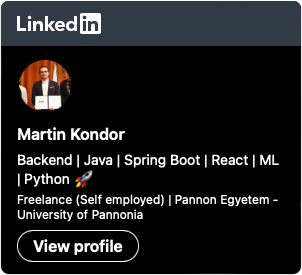 LinkedIn
Martin Kondor
Backend | Java | Spring Boot | React | ML
| Python 🚀
Freelance (Self employed) | Pannon Egyetem -
University of Pannonia
View profile